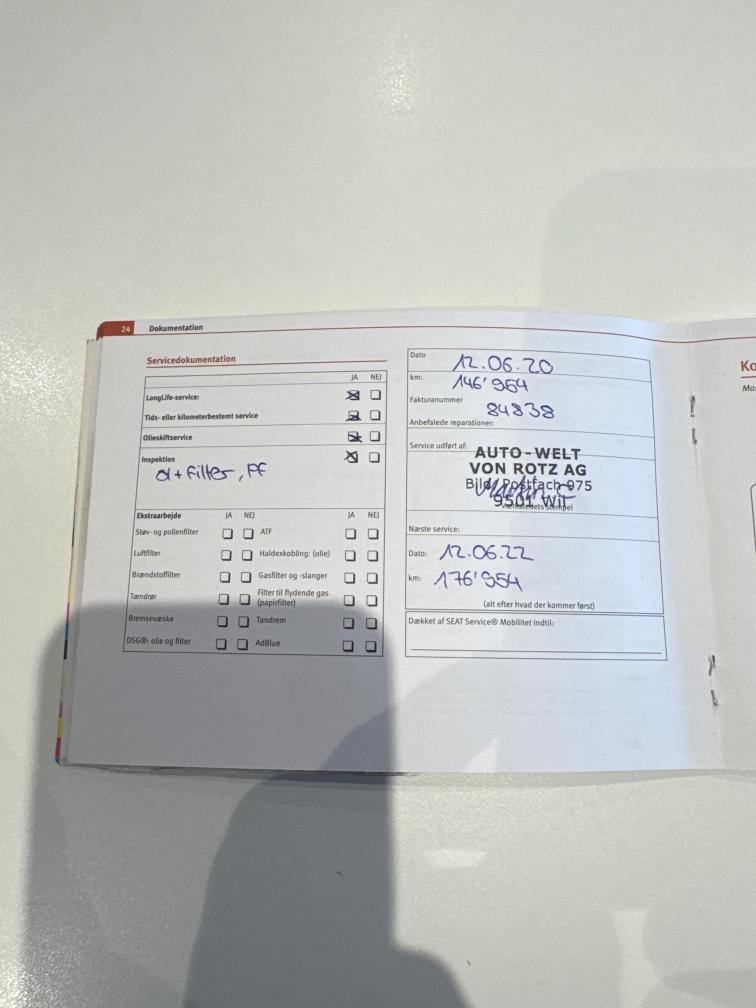 24 Dokumentation
Servicedokumentation
JA NEJ
LongLife-service:
Tids- eller kilometerbestemt service
Olieskiftservice
Inspektion
Öl + Filter, PF
Ekstraarbejde JA NEJ JA NEJ
Støv- og pollenfilter ATF
Luftfilter Haldexkobling: (olie)
Brændstoffilter Gasfilter og -slanger
Tændrør Filter til flydende gas
(papirfilter)
Bremsevæske Tandrem
DSG®: olie og filter AdBlue
Dato 12.06.20
km: 146'954
Fakturanummer 84838
Anbefalede reparationer:
Service udført af:
AUTO-WELT
VON ROTZ AG
Postfach 975
9501 Wil
Værkstedets stempel
Næste service:
Dato: 12.06.22
km: 176'954
(alt efter hvad der kommer først)
Dækket af SEAT Service® Mobilitet indtil:
Ko
Ma